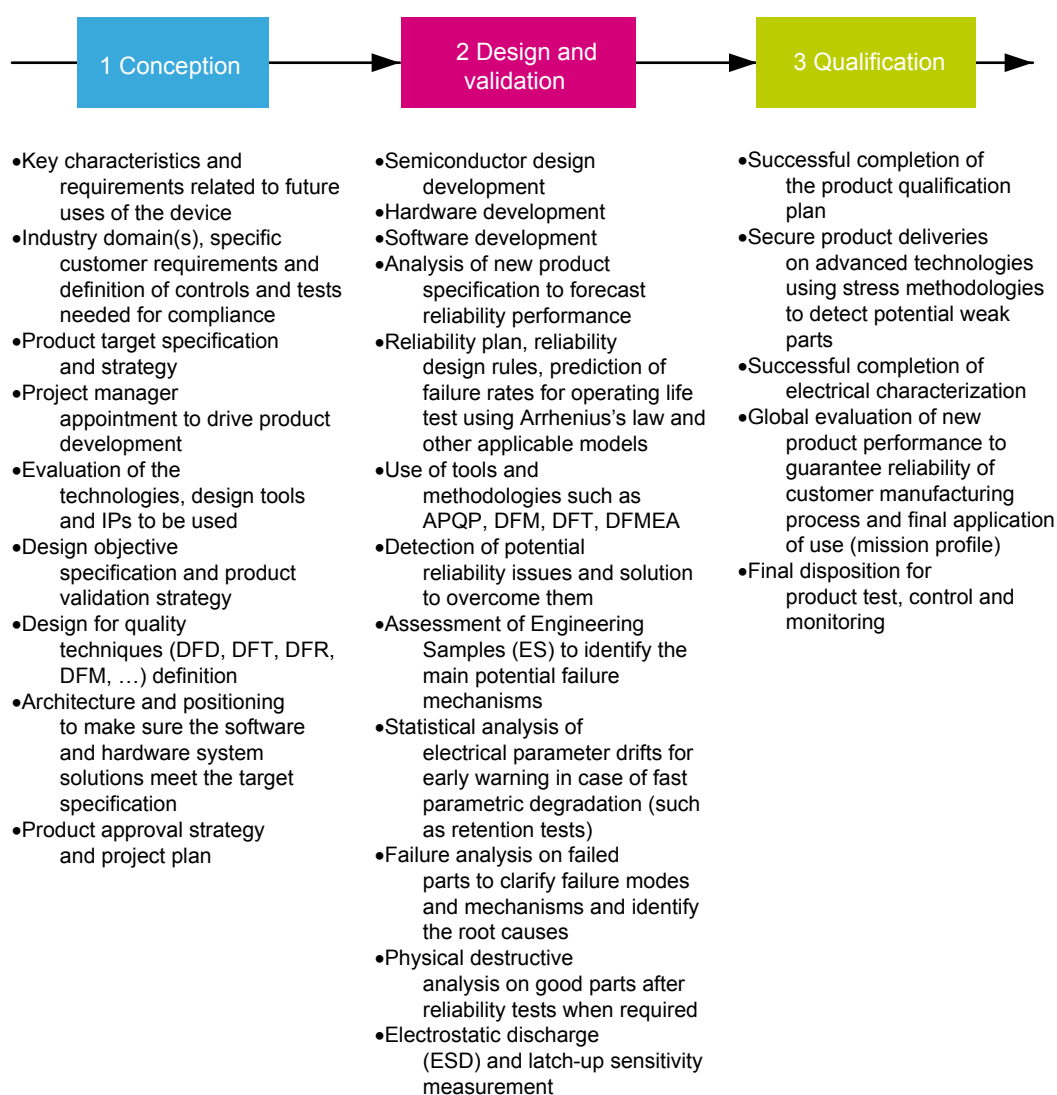 1 Conception
2 Design and
validation
3 Qualification
•Key characteristics and
requirements related to future
uses of the device
•Industry domain(s), specific
customer requirements and
definition of controls and tests
needed for compliance
•Product target specification
and strategy
•Project manager
appointment to drive product
development
•Evaluation of the
technologies, design tools
and IPs to be used
•Design objective
specification and product
validation strategy
•Design for quality
techniques (DFD, DFT, DFR,
DFM, …) definition
•Architecture and positioning
to make sure the software
and hardware system
solutions meet the target
specification
•Product approval strategy
and project plan
•Semiconductor design
development
•Hardware development
•Software development
•Analysis of new product
specification to forecast
reliability performance
•Reliability plan, reliability
design rules, prediction of
failure rates for operating life
test using Arrhenius’s law and
other applicable models
•Use of tools and
methodologies such as
APQP, DFM, DFT, DFMEA
•Detection of potential
reliability issues and solution
to overcome them
•Assessment of Engineering
Samples (ES) to identify the
main potential failure
mechanisms
•Statistical analysis of
electrical parameter drifts for
early warning in case of fast
parametric degradation (such
as retention tests)
•Failure analysis on failed
parts to clarify failure modes
and mechanisms and identify
the root causes
•Physical destructive
analysis on good parts after
reliability tests when required
•Electrostatic discharge
(ESD) and latch-up sensitivity
measurement
•Successful completion of
the product qualification
plan
•Secure product deliveries
on advanced technologies
using stress methodologies
to detect potential weak
parts
•Successful completion of
electrical characterization
•Global evaluation of new
product performance to
guarantee reliability of
customer manufacturing
process and final application
of use (mission profile)
•Final disposition for
product test, control and
monitoring